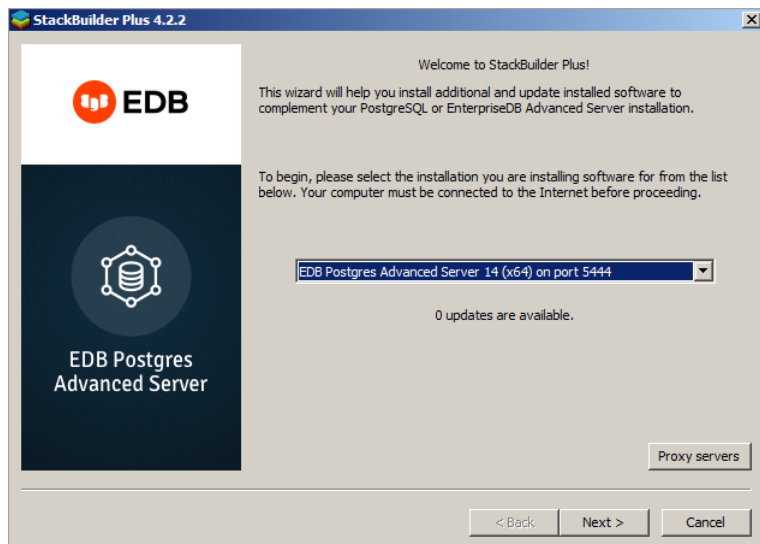 StackBuilder Plus 4.2.2
EDB
Welcome to StackBuilder Plus!
This wizard will help you install additional and update installed software to
complement your PostgreSQL or EnterpriseDB Advanced Server installation.
To begin, please select the installation you are installing software for from the list
below. Your computer must be connected to the Internet before proceeding.
EDB Postgres Advanced Server 14 (x64) on port 5444
0 updates are available.
EDB Postgres
Advanced Server
Proxy servers
< Back
Next >
Cancel